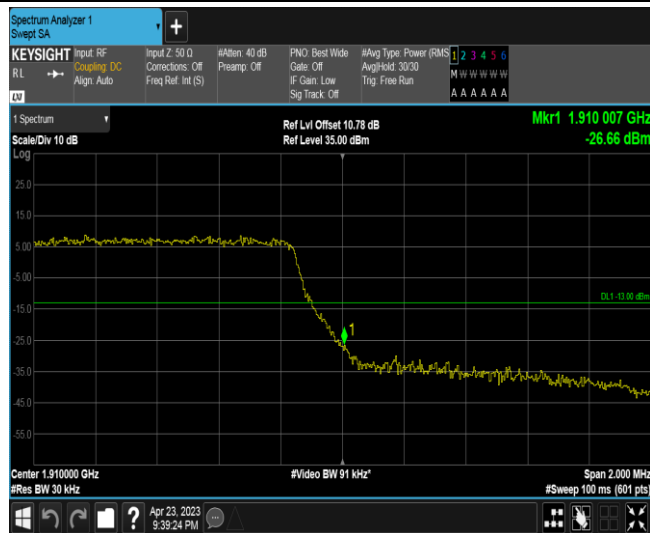 Spectrum Analyzer 1
Swept SA
+
KEYSIGHT
RL
LXI
Input: RF
Coupling: DC
Align: Auto
Input Z: 50 Ω
Corrections: Off
Freq Ref: Int (S)
#Atten: 40 dB
Preamp: Off
PNO: Best Wide
Gate: Off
IF Gain: Low
Sig Track: Off
#Avg Type: Power (RMS
Avg|Hold: 30/30
Trig: Free Run
1 2 3 4 5 6
M W W W W W
A A A A A A
1 Spectrum
Scale/Div 10 dB
Log
Ref Lvl Offset 10.78 dB
Ref Level 35.00 dBm
Mkr1 1.910 007 GHz
-26.66 dBm
25.0
15.0
5.00
-5.00
-15.0
-25.0
-35.0
-45.0
-55.0
DL1 -13.00 dBm
1
Center 1.910000 GHz
#Res BW 30 kHz
#Video BW 91 kHz*
Span 2.000 MHz
#Sweep 100 ms (601 pts)
?
Apr 23, 2023
9:39:24 PM